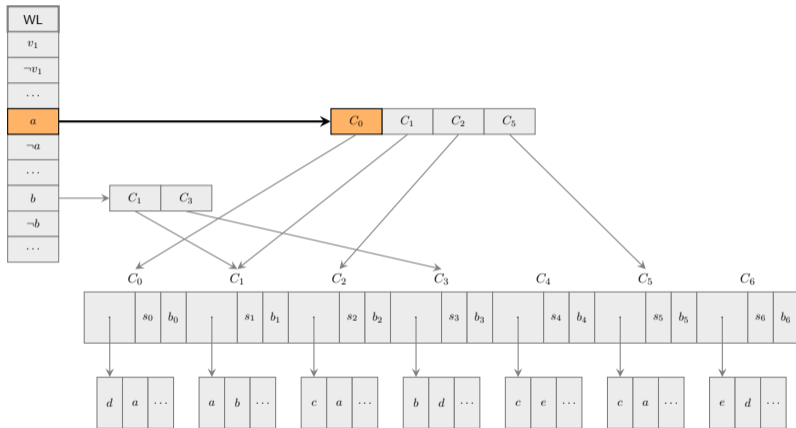 WL
v₁
¬v₁
⋯
a C₀ C₁ C₂ C₅
¬a
⋯
b C₁ C₃
¬b
⋯
C₀ C₁ C₂ C₃ C₄ C₅ C₆
s₀ b₀ s₁ b₁ s₂ b₂ s₃ b₃ s₄ b₄ s₅ b₅ s₆ b₆
d a ⋯ a b ⋯ c a ⋯ b d ⋯ c e ⋯ c a ⋯ e d ⋯